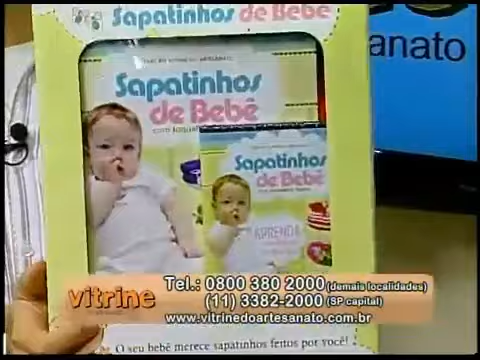 Sapatinhos de Bebê
anato
Sapatinhos
de Bebê
Sapatinhos
de Bebê
APRENDA
vitrine
Tel.: 0800 380 2000 (demais localidades)
(11) 3382-2000 (SP capital)
www.vitrinedoartesanato.com.br
O seu bebê merece sapatinhos feitos por você!